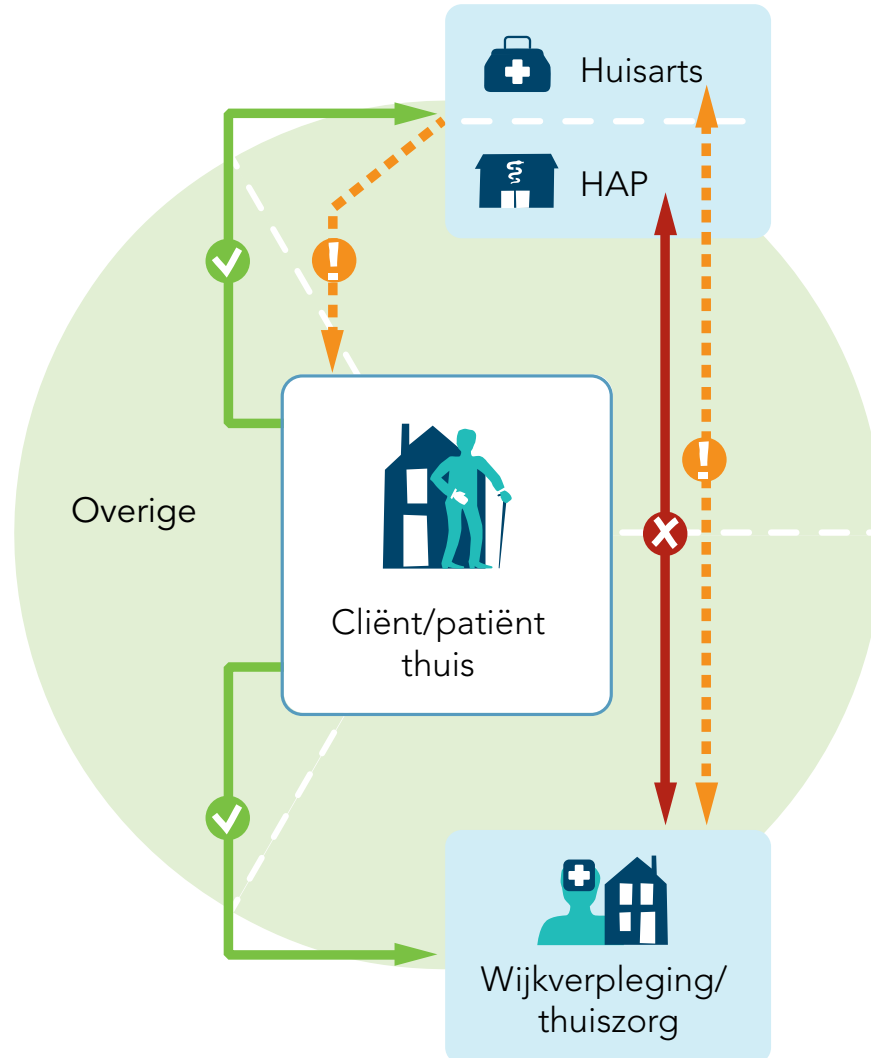 Huisarts
HAP
Overige
Cliënt/patiënt
thuis
Wijkverpleging/
thuiszorg